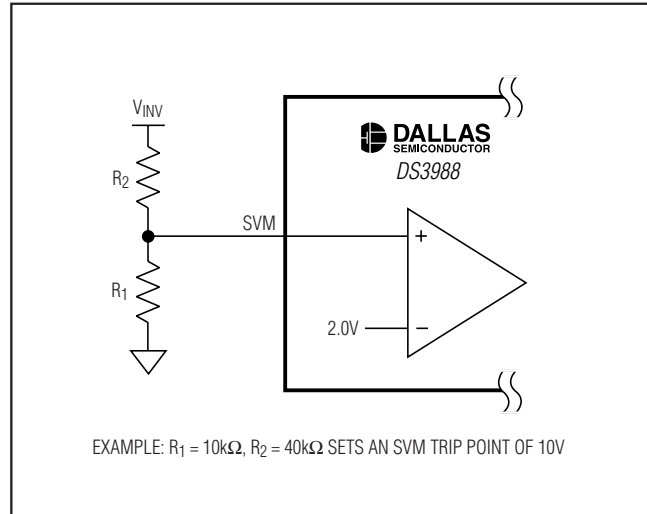 V_INV
DALLAS
SEMICONDUCTOR
DS3988
R₂
SVM
+
R₁
2.0V
−
EXAMPLE: R₁ = 10kΩ, R₂ = 40kΩ SETS AN SVM TRIP POINT OF 10V